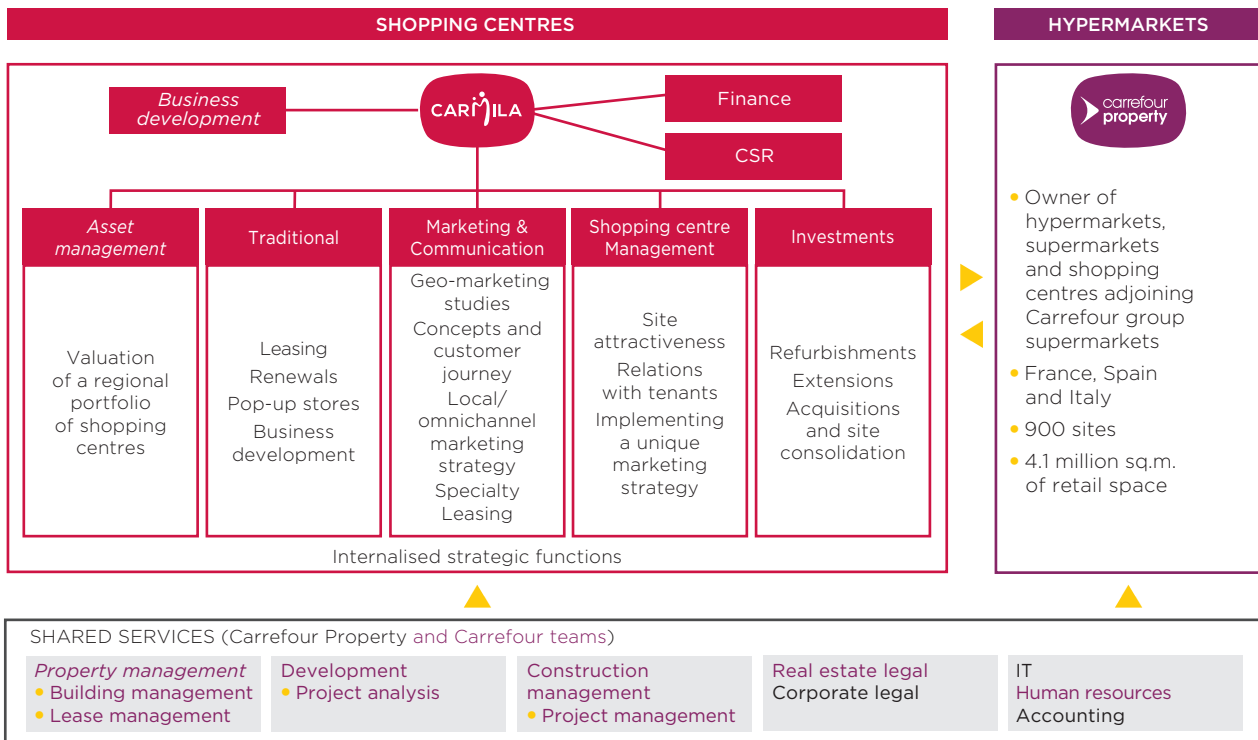 SHOPPING CENTRES
HYPERMARKETS
Business
development
CARMILA
Finance
CSR
carrefour
property
Asset
management
Valuation
of a regional
portfolio
of shopping
centres
Traditional
Leasing
Renewals
Pop-up stores
Business
development
Marketing &
Communication
Geo-marketing
studies
Concepts and
customer
journey
Local/
omnichannel
marketing
strategy
Specialty
Leasing
Shopping centre
Management
Site
attractiveness
Relations
with tenants
Implementing
a unique
marketing
strategy
Investments
Refurbishments
Extensions
Acquisitions
and site
consolidation
Internalised strategic functions
• Owner of
hypermarkets,
supermarkets
and shopping
centres adjoining
Carrefour group
supermarkets
• France, Spain
and Italy
• 900 sites
• 4.1 million sq.m.
of retail space
SHARED SERVICES (Carrefour Property and Carrefour teams)
Property management
• Building management
• Lease management
Development
• Project analysis
Construction
management
• Project management
Real estate legal
Corporate legal
IT
Human resources
Accounting